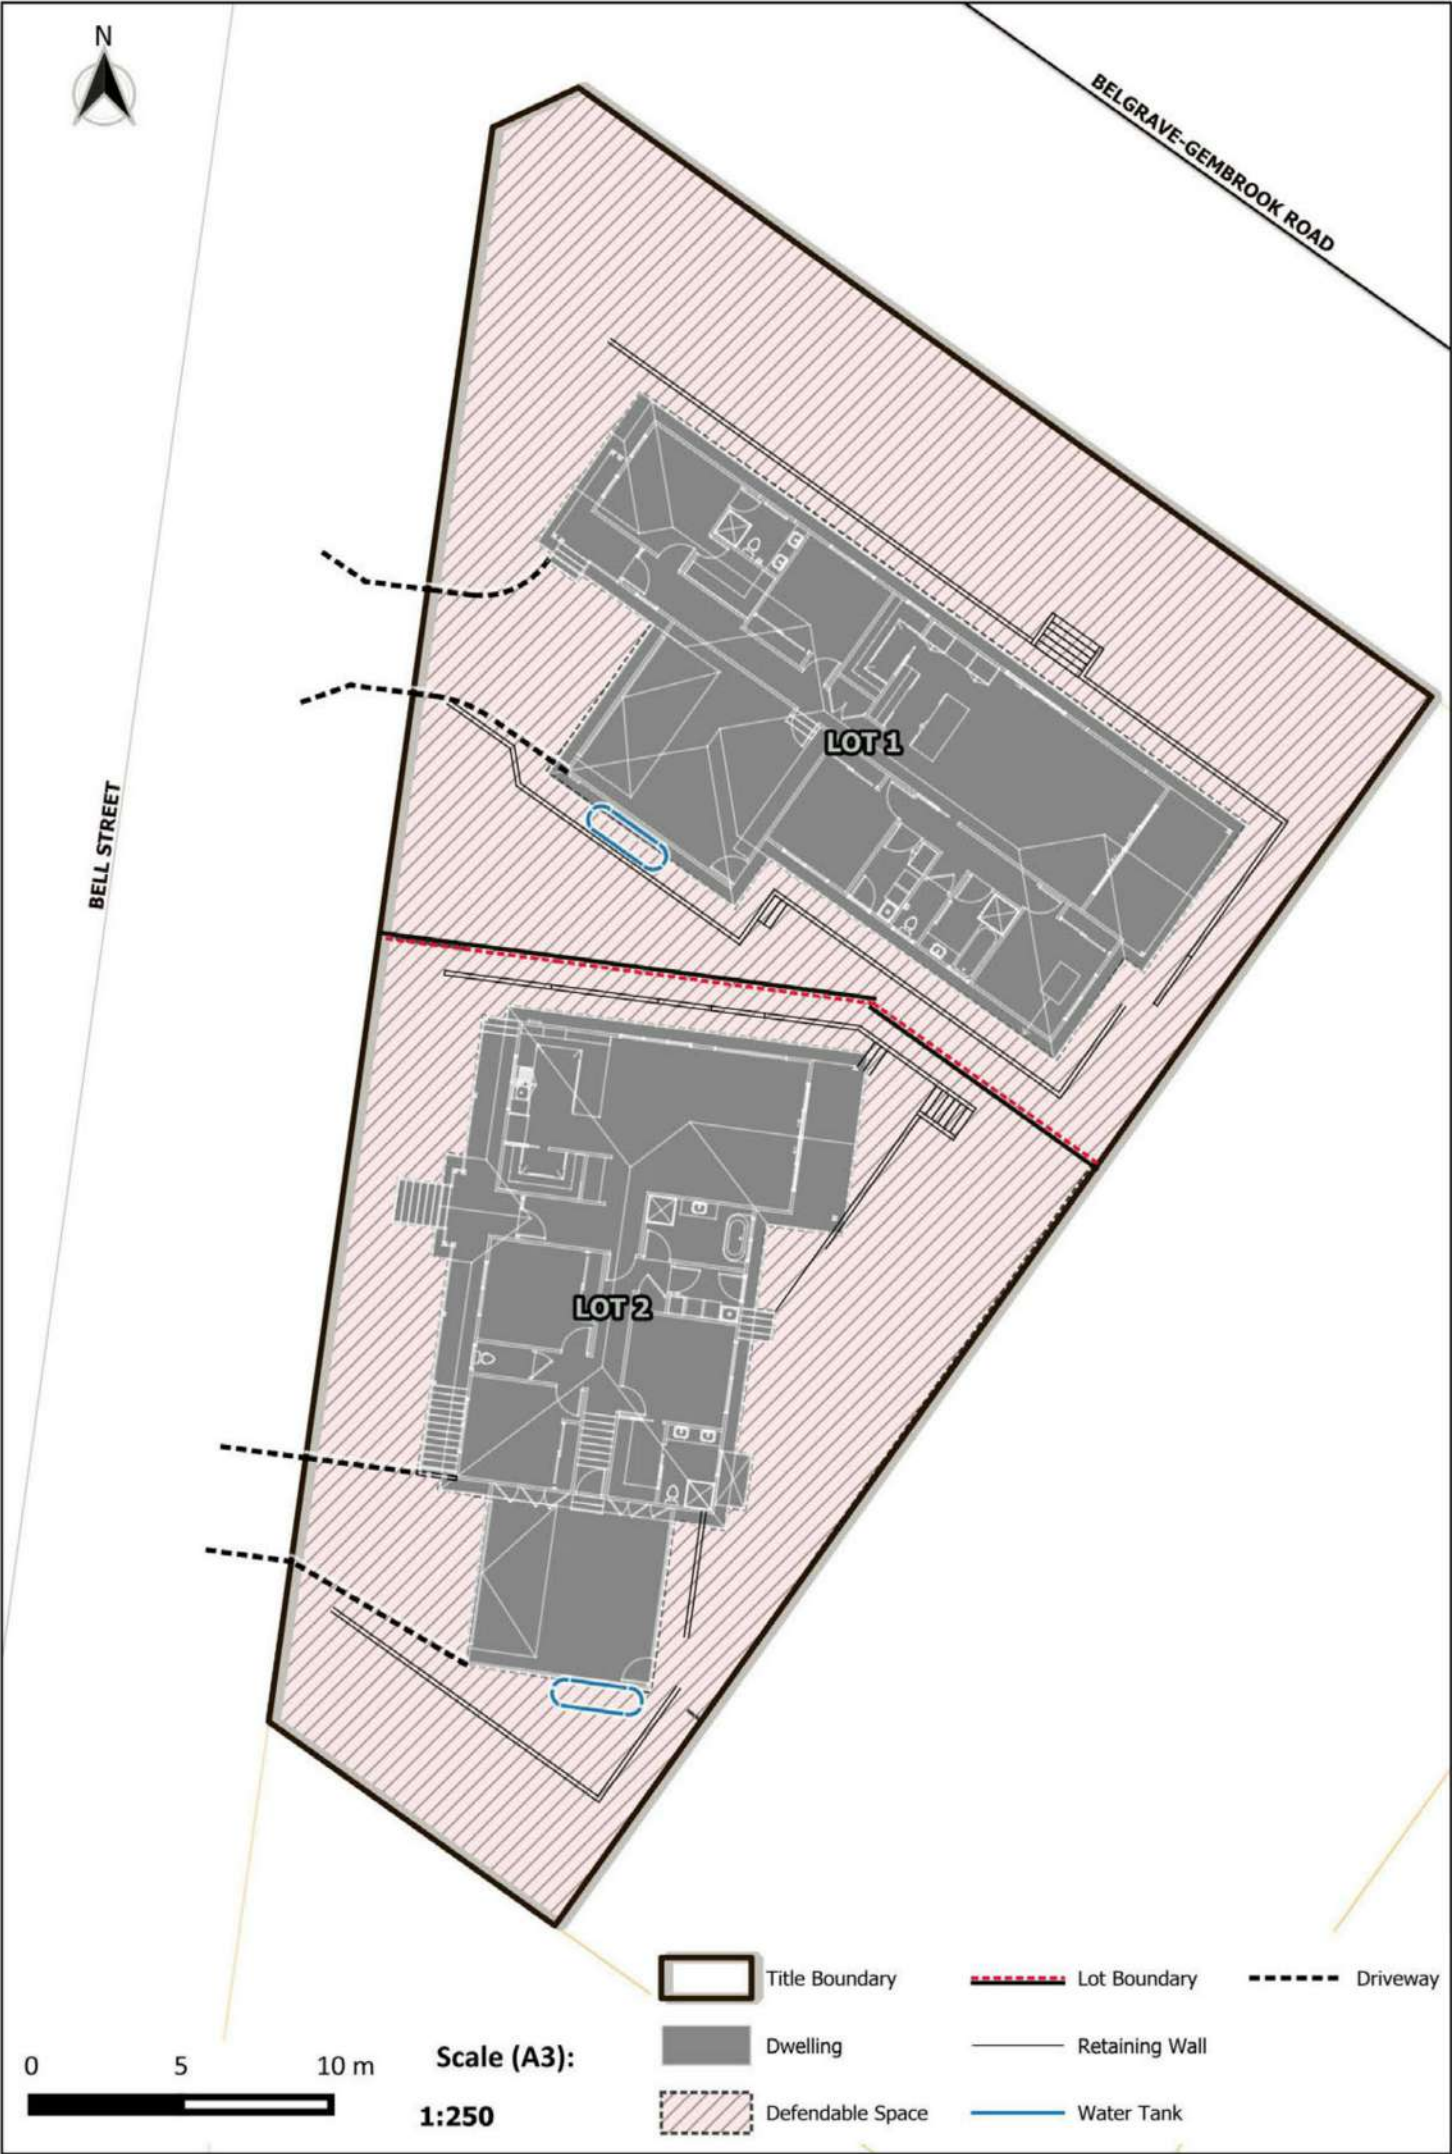 N
BELGRAVE-GEMBROOK ROAD
LOT 1
BELL STREET
LOT 2
Title Boundary
Lot Boundary
Driveway
Dwelling
Retaining Wall
Defendable Space
Water Tank
0 5 10 m
Scale (A3):
1:250